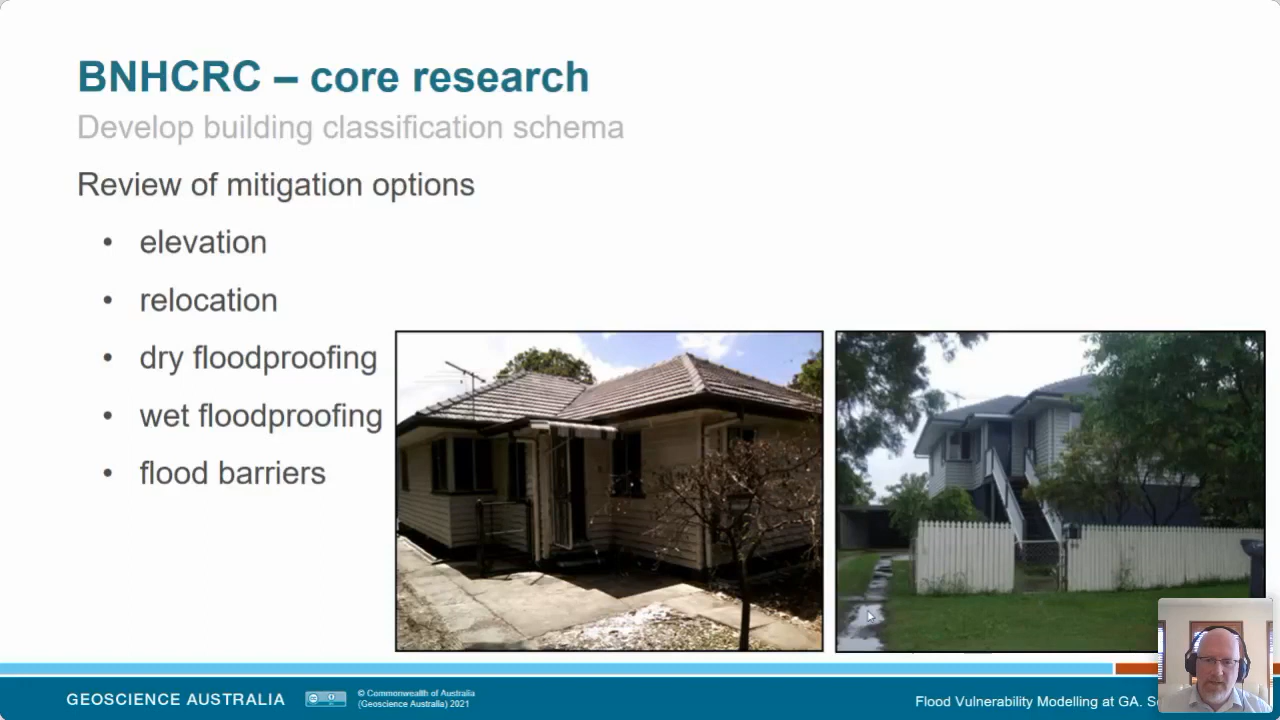 BNHCRC – core research
Develop building classification schema
Review of mitigation options
• elevation
• relocation
• dry floodproofing
• wet floodproofing
• flood barriers
GEOSCIENCE AUSTRALIA
© Commonwealth of Australia
(Geoscience Australia) 2021
Flood Vulnerability Modelling at GA.